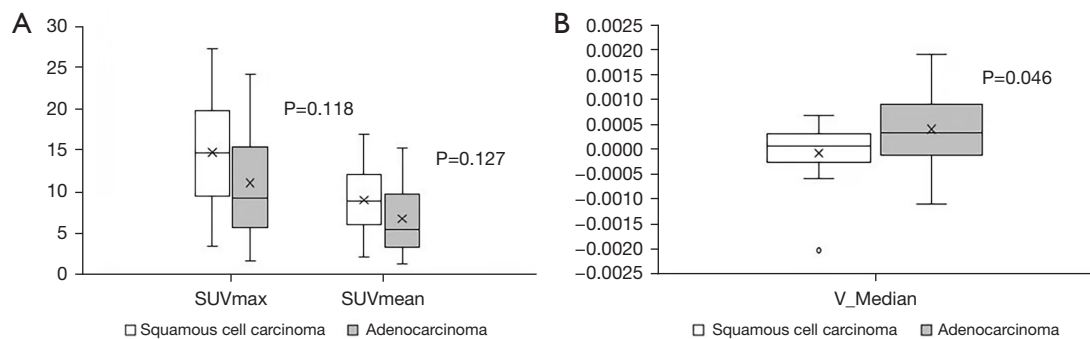 A
30
25
20
15
10
5
0
P=0.118
P=0.127
SUVmax
SUVmean
Squamous cell carcinoma
Adenocarcinoma
B
0.0025
0.0020
0.0015
0.0010
0.0005
0.0000
−0.0005
−0.0010
−0.0015
−0.0020
−0.0025
P=0.046
V_Median
Squamous cell carcinoma
Adenocarcinoma